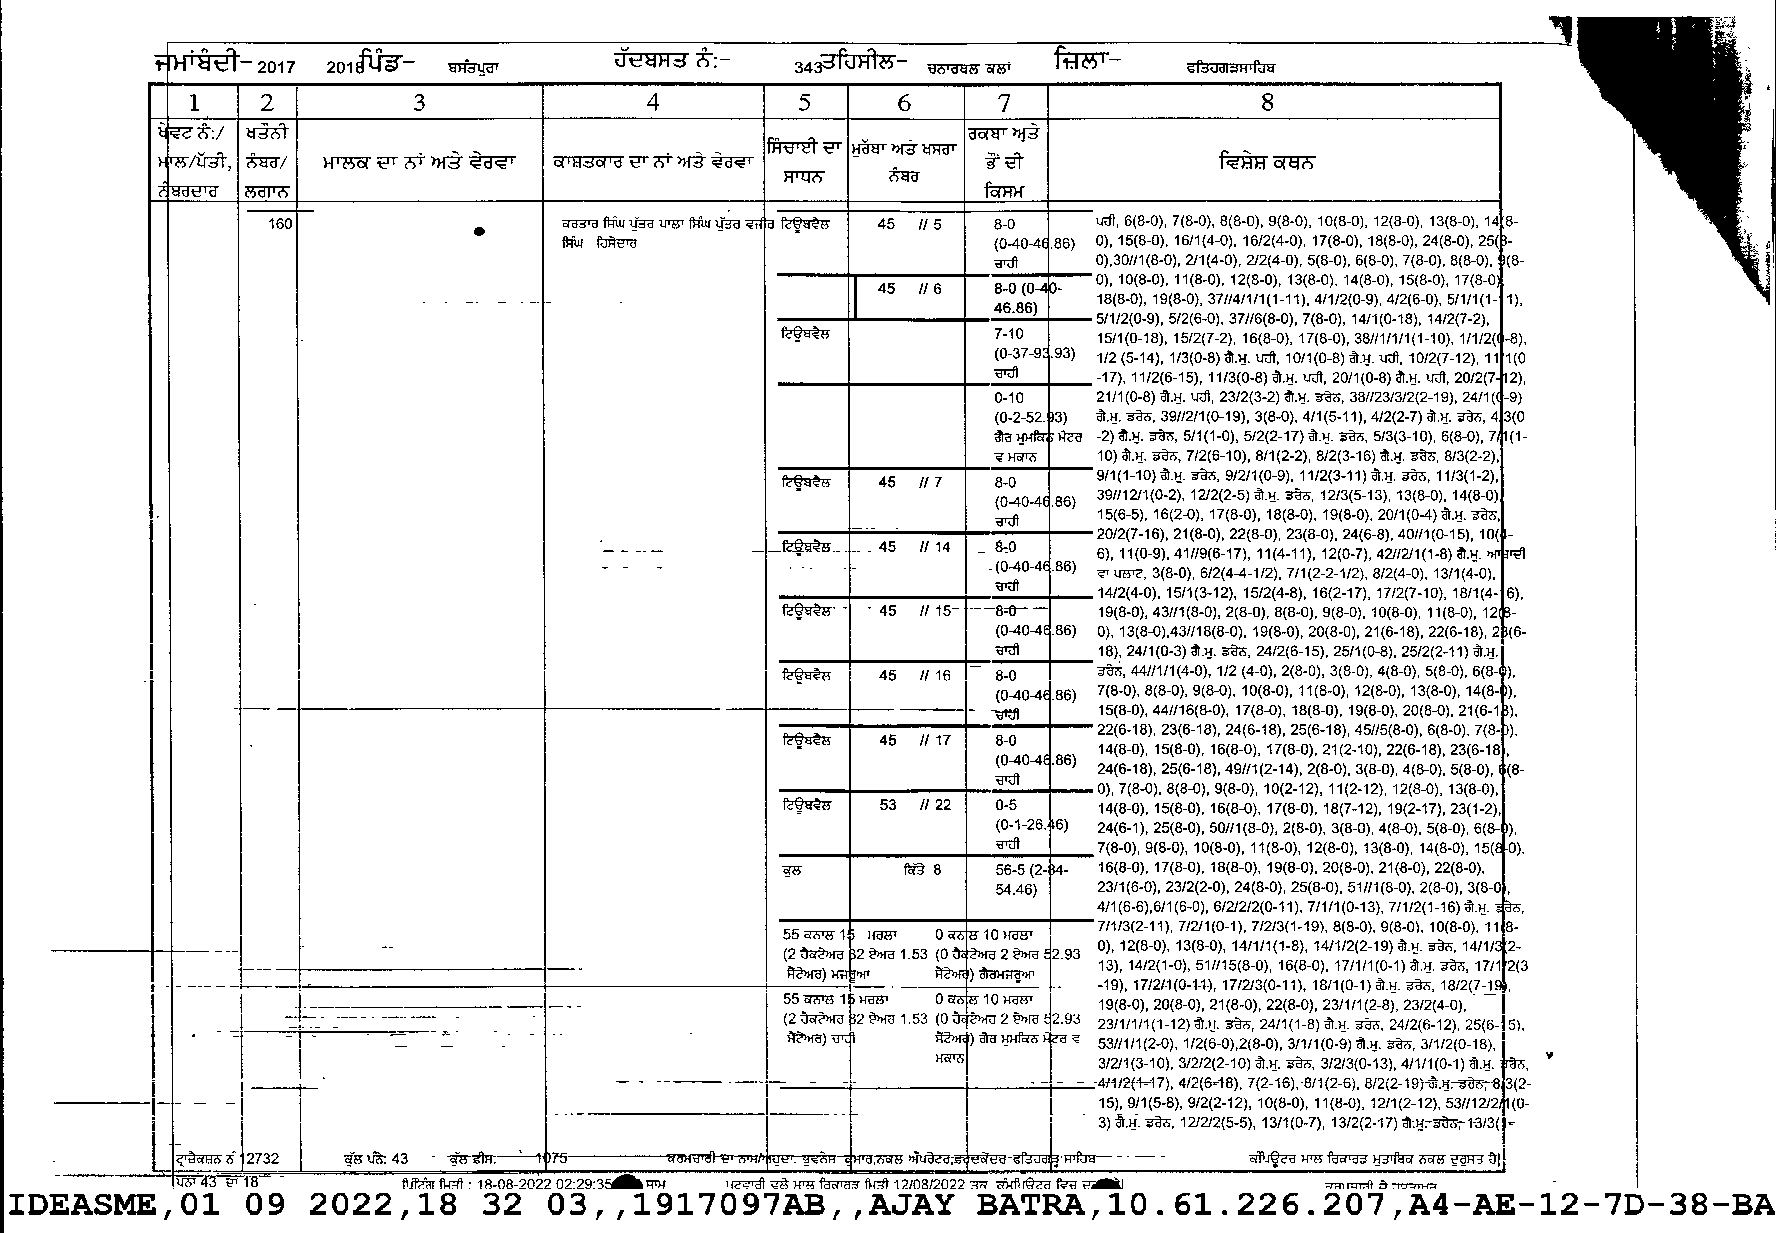 ਜਮਾਂਬੰਦੀ- 2017 2018 ਪਿੰਡ- ਬਸੰਤਪੁਰਾ ਹੱਦਬਸਤ ਨੰ:- 343 ਤਹਿਸੀਲ- ਚਨਾਰਥਲ ਕਲਾਂ ਜ਼ਿਲਾ- ਫਤਿਹਗੜਸਾਹਿਬ
1 2 3 4 5 6 7 8
ਖੇਵਟ ਨੰ:/
ਮਾਲ/ਪੱਤੀ,
ਨੰਬਰਦਾਰ
ਖਤੌਨੀ
ਨੰਬਰ/
ਲਗਾਨ
ਮਾਲਕ ਦਾ ਨਾਂ ਅਤੇ ਵੇਰਵਾ
ਕਾਸ਼ਤਕਾਰ ਦਾ ਨਾਂ ਅਤੇ ਵੇਰਵਾ
ਸਿੰਚਾਈ ਦਾ
ਸਾਧਨ
ਮੁਰੱਬਾ ਅਤੇ ਖਸਰਾ
ਨੰਬਰ
ਰਕਬਾ ਅਤੇ
ਭੌਂ ਦੀ
ਕਿਸਮ
ਵਿਸ਼ੇਸ਼ ਕਥਨ
160
ਕਰਤਾਰ ਸਿੰਘ ਪੁੱਤਰ ਪਾਲਾ ਸਿੰਘ ਪੁੱਤਰ ਵਜੀਰ
ਸਿੰਘ ਹਿਸੇਦਾਰ
ਟਿਊਬਵੈਲ 45 // 5 8-0
(0-40-46.86)
ਚਾਹੀ
45 // 6 8-0 (0-40-
46.86)
ਟਿਊਬਵੈਲ 7-10
(0-37-93.93)
ਚਾਹੀ
0-10
(0-2-52.93)
ਗੈਰ ਮੁਮਕਿਨ ਮੋਟਰ
ਵ ਮਕਾਨ
ਟਿਊਬਵੈਲ 45 // 7 8-0
(0-40-46.86)
ਚਾਹੀ
ਟਿਊਬਵੈਲ 45 // 14 8-0
(0-40-46.86)
ਚਾਹੀ
ਟਿਊਬਵੈਲ 45 // 15 8-0
(0-40-46.86)
ਚਾਹੀ
ਟਿਊਬਵੈਲ 45 // 16 8-0
(0-40-46.86)
ਚਾਹੀ
ਟਿਊਬਵੈਲ 45 // 17 8-0
(0-40-46.86)
ਚਾਹੀ
ਟਿਊਬਵੈਲ 53 // 22 0-5
(0-1-26.46)
ਚਾਹੀ
ਕੁਲ ਕਿੱਤੇ 8 56-5 (2-84-
54.46)
55 ਕਨਾਲ 15 ਮਰਲਾ 0 ਕਨਾਲ 10 ਮਰਲਾ
(2 ਹੈਕਟੇਅਰ 82 ਏਅਰ 1.53 (0 ਹੈਕਟੇਅਰ 2 ਏਅਰ 52.93
ਸੈਂਟੇਅਰ) ਮਜ਼ਰੂਆ ਸੈਂਟੇਅਰ) ਗੈਰਮਜ਼ਰੂਆ
55 ਕਨਾਲ 15 ਮਰਲਾ 0 ਕਨਾਲ 10 ਮਰਲਾ
(2 ਹੈਕਟੇਅਰ 82 ਏਅਰ 1.53 (0 ਹੈਕਟੇਅਰ 2 ਏਅਰ 52.93
ਸੈਂਟੇਅਰ) ਚਾਹੀ ਸੈਂਟੇਅਰ) ਗੈਰ ਮੁਮਕਿਨ ਮੋਟਰ ਵ
ਮਕਾਨ
ਪਹੀ, 6(8-0), 7(8-0), 8(8-0), 9(8-0), 10(8-0), 12(8-0), 13(8-0), 14(8-
0), 15(8-0), 16/1(4-0), 16/2(4-0), 17(8-0), 18(8-0), 24(8-0), 25(8-
0),30//1(8-0), 2/1(4-0), 2/2(4-0), 5(8-0), 6(8-0), 7(8-0), 8(8-0), 9(8-
0), 10(8-0), 11(8-0), 12(8-0), 13(8-0), 14(8-0), 15(8-0), 17(8-0),
18(8-0), 19(8-0), 37//4/1/1(1-11), 4/1/2(0-9), 4/2(6-0), 5/1/1(1-11),
5/1/2(0-9), 5/2(6-0), 37//6(8-0), 7(8-0), 14/1(0-18), 14/2(7-2),
15/1(0-18), 15/2(7-2), 16(8-0), 17(8-0), 38//1/1/1(1-10), 1/1/2(0-8),
1/2 (5-14), 1/3(0-8) ਗੈ.ਮੁ. ਪਹੀ, 10/1(0-8) ਗੈ.ਮੁ. ਪਹੀ, 10/2(7-12), 11/1(0
-17), 11/2(6-15), 11/3(0-8) ਗੈ.ਮੁ. ਪਹੀ, 20/1(0-8) ਗੈ.ਮੁ. ਪਹੀ, 20/2(7-12),
21/1(0-8) ਗੈ.ਮੁ. ਪਹੀ, 23/2(3-2) ਗੈ.ਮੁ. ਡਰੇਨ, 38//23/3/2(2-19), 24/1(0-9)
ਗੈ.ਮੁ. ਡਰੇਨ, 39//2/1(0-19), 3(8-0), 4/1(5-11), 4/2(2-7) ਗੈ.ਮੁ. ਡਰੇਨ, 4/3(0
-2) ਗੈ.ਮੁ. ਡਰੇਨ, 5/1(1-0), 5/2(2-17) ਗੈ.ਮੁ. ਡਰੇਨ, 5/3(3-10), 6(8-0), 7/1(1-
10) ਗੈ.ਮੁ. ਡਰੇਨ, 7/2(6-10), 8/1(2-2), 8/2(3-16) ਗੈ.ਮੁ. ਡਰੇਨ, 8/3(2-2),
9/1(1-10) ਗੈ.ਮੁ. ਡਰੇਨ, 9/2/1(0-9), 11/2(3-11) ਗੈ.ਮੁ. ਡਰੇਨ, 11/3(1-2),
39//12/1(0-2), 12/2(2-5) ਗੈ.ਮੁ. ਡਰੇਨ, 12/3(5-13), 13(8-0), 14(8-0),
15(6-5), 16(2-0), 17(8-0), 18(8-0), 19(8-0), 20/1(0-4) ਗੈ.ਮੁ. ਡਰੇਨ,
20/2(7-16), 21(8-0), 22(8-0), 23(8-0), 24(6-8), 40//1(0-15), 10(4-
6), 11(0-9), 41//9(6-17), 11(4-11), 12(0-7), 42//2/1(1-8) ਗੈ.ਮੁ. ਆਬਾਦੀ
ਵਾ ਪਲਾਟ, 3(8-0), 6/2(4-4-1/2), 7/1(2-2-1/2), 8/2(4-0), 13/1(4-0),
14/2(4-0), 15/1(3-12), 15/2(4-8), 16(2-17), 17/2(7-10), 18/1(4-16),
19(8-0), 43//1(8-0), 2(8-0), 8(8-0), 9(8-0), 10(8-0), 11(8-0), 12(8-
0), 13(8-0),43//18(8-0), 19(8-0), 20(8-0), 21(6-18), 22(6-18), 23(6-
18), 24/1(0-3) ਗੈ.ਮੁ. ਡਰੇਨ, 24/2(6-15), 25/1(0-8), 25/2(2-11) ਗੈ.ਮੁ.
ਡਰੇਨ, 44//1/1(4-0), 1/2 (4-0), 2(8-0), 3(8-0), 4(8-0), 5(8-0), 6(8-0),
7(8-0), 8(8-0), 9(8-0), 10(8-0), 11(8-0), 12(8-0), 13(8-0), 14(8-0),
15(8-0), 44//16(8-0), 17(8-0), 18(8-0), 19(8-0), 20(8-0), 21(6-18),
22(6-18), 23(6-18), 24(6-18), 25(6-18), 45//5(8-0), 6(8-0), 7(8-0),
14(8-0), 15(8-0), 16(8-0), 17(8-0), 21(2-10), 22(6-18), 23(6-18),
24(6-18), 25(6-18), 49//1(2-14), 2(8-0), 3(8-0), 4(8-0), 5(8-0), 6(8-
0), 7(8-0), 8(8-0), 9(8-0), 10(2-12), 11(2-12), 12(8-0), 13(8-0),
14(8-0), 15(8-0), 16(8-0), 17(8-0), 18(7-12), 19(2-17), 23(1-2),
24(6-1), 25(8-0), 50//1(8-0), 2(8-0), 3(8-0), 4(8-0), 5(8-0), 6(8-0),
7(8-0), 9(8-0), 10(8-0), 11(8-0), 12(8-0), 13(8-0), 14(8-0), 15(8-0),
16(8-0), 17(8-0), 18(8-0), 19(8-0), 20(8-0), 21(8-0), 22(8-0),
23/1(6-0), 23/2(2-0), 24(8-0), 25(8-0), 51//1(8-0), 2(8-0), 3(8-0),
4/1(6-6),6/1(6-0), 6/2/2/2(0-11), 7/1/1(0-13), 7/1/2(1-16) ਗੈ.ਮੁ. ਡਰੇਨ,
7/1/3(2-11), 7/2/1(0-1), 7/2/3(1-19), 8(8-0), 9(8-0), 10(8-0), 11(8-
0), 12(8-0), 13(8-0), 14/1/1(1-8), 14/1/2(2-19) ਗੈ.ਮੁ. ਡਰੇਨ, 14/1/3(2-
13), 14/2(1-0), 51//15(8-0), 16(8-0), 17/1/1(0-1) ਗੈ.ਮੁ. ਡਰੇਨ, 17/1/2(3
-19), 17/2/1(0-11), 17/2/3(0-11), 18/1(0-1) ਗੈ.ਮੁ. ਡਰੇਨ, 18/2(7-19),
19(8-0), 20(8-0), 21(8-0), 22(8-0), 23/1/1(2-8), 23/2(4-0),
23/1/1/1(1-12) ਗੈ.ਮੁ. ਡਰੇਨ, 24/1(1-8) ਗੈ.ਮੁ. ਡਰੇਨ, 24/2(6-12), 25(6-15),
53//1/1(2-0), 1/2(6-0),2(8-0), 3/1/1(0-9) ਗੈ.ਮੁ. ਡਰੇਨ, 3/1/2(0-18),
3/2/1(3-10), 3/2/2(2-10) ਗੈ.ਮੁ. ਡਰੇਨ, 3/2/3(0-13), 4/1/1(0-1) ਗੈ.ਮੁ. ਡਰੇਨ,
4/1/2(1-17), 4/2(6-18), 7(2-16), 8/1(2-6), 8/2(2-19) ਗੈ.ਮੁ. ਡਰੇਨ, 8/3(2-
15), 9/1(5-8), 9/2(2-12), 10(8-0), 11(8-0), 12/1(2-12), 53//12/2/1(0-
3) ਗੈ.ਮੁ. ਡਰੇਨ, 12/2/2(5-5), 13/1(0-7), 13/2(2-17) ਗੈ.ਮੁ. ਡਰੇਨ, 13/3(1-
ਟ੍ਰਾਂਜੈਕਸ਼ਨ ਨੰ 12732 ਕੁੱਲ ਪੰਨੇ: 43 ਕੁੱਲ ਫੀਸ: 1075 ਕਰਮਚਾਰੀ ਦਾ ਨਾਮ/ਅਹੁਦਾ: ਭੁਵਨੇਸ਼ ਕੁਮਾਰ,ਨਕਲ ਔਪਰੇਟਰ,ਫਰਦਕੇਂਦਰ-ਫਤਿਹਗੜ੍ਹ ਸਾਹਿਬ ਕੰਪਿਊਟਰ ਮਾਲ ਰਿਕਾਰਡ ਮੁਤਾਬਿਕ ਨਕਲ ਦੁਰੁਸਤ ਹੈ।
ਪੰਨਾ 43 ਦਾ 18 ਪ੍ਰਿੰਟਿੰਗ ਮਿਤੀ : 18-08-2022 02:29:35 ਸ਼ਾਮ ਪਟਵਾਰੀ ਵਲੋਂ ਮਾਲ ਰਿਕਾਰਡ ਮਿਤੀ 12/08/2022 ਤਕ ਕੰਪਿਊਟਰ ਵਿਚ
IDEASME,01 09 2022,18 32 03,,1917097AB,,AJAY BATRA,10.61.226.207,A4-AE-12-7D-38-BA